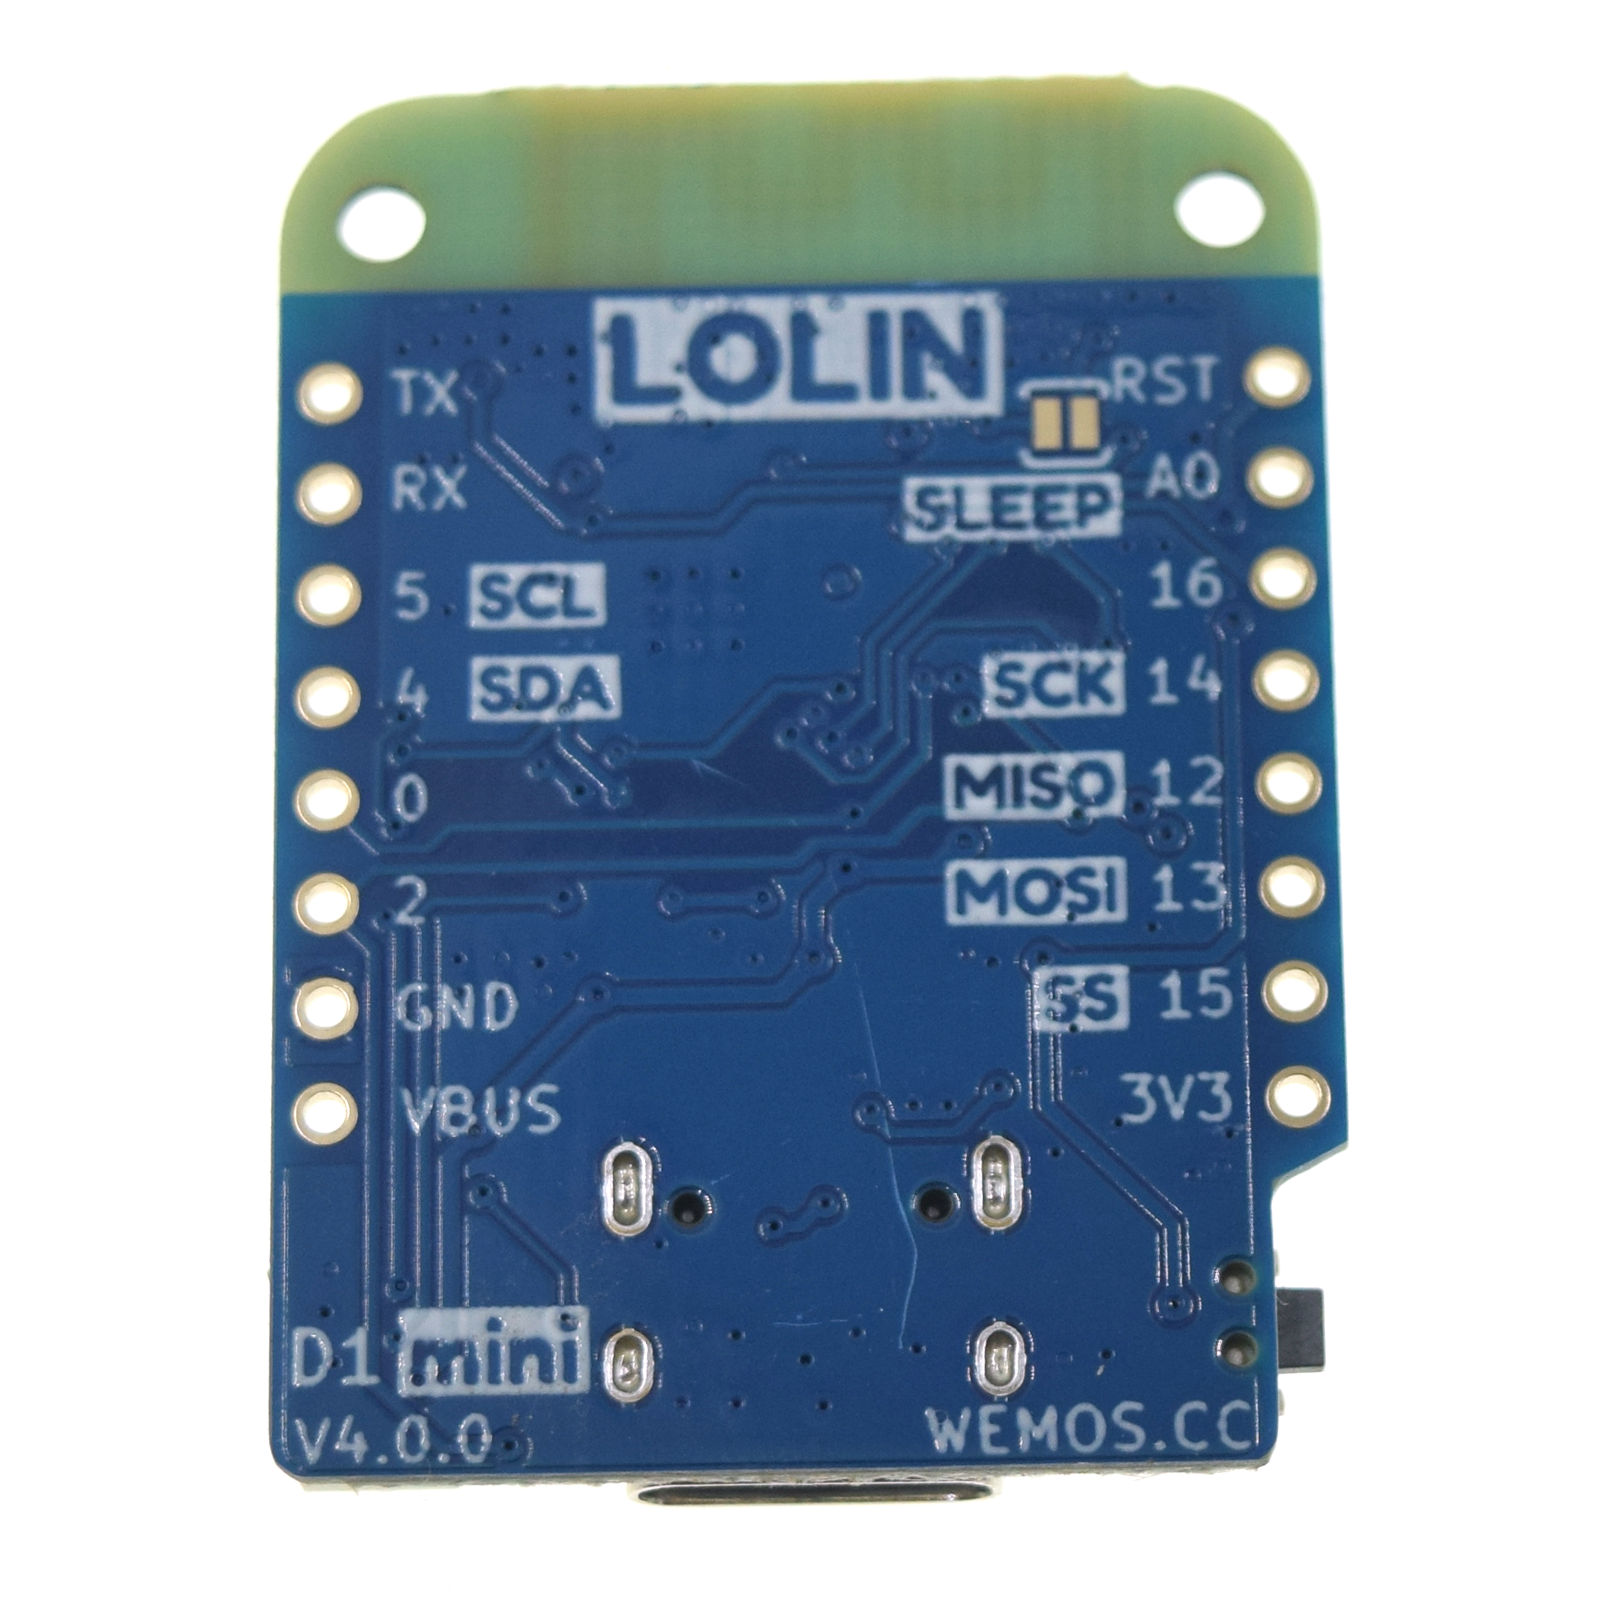 LOLIN
TX RST
RX SLEEP A0
5 SCL 16
4 SDA SCK 14
0 MISO 12
2 MOSI 13
GND SS 15
VBUS 3V3
D1 mini
V4.0.0 WEMOS.CC